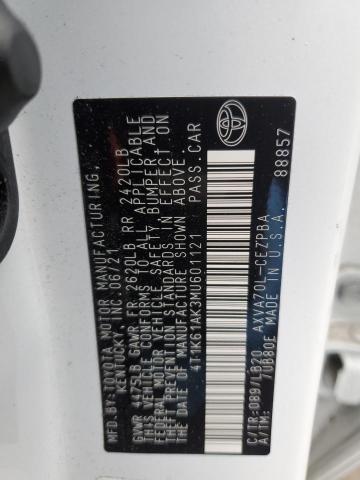 MFD.BY:TOYOTA MOTOR MANUFACTURING,
KENTUCKY, INC. 06/21
GVWR 4475LB GAWR FR 2620LB RR 2420LB
THIS VEHICLE CONFORMS TO ALL APPLICABLE
FEDERAL MOTOR VEHICLE SAFETY, BUMPER AND
THEFT PREVENTION STANDARDS IN EFFECT ON
THE DATE OF MANUFACTURE SHOWN ABOVE.
4T1K61AK3MU601121 PASS.CAR
C/TR:089/LB20 AXVA70L-CEZPBA
A/TM: /UB80E MADE IN U.S.A.
88857